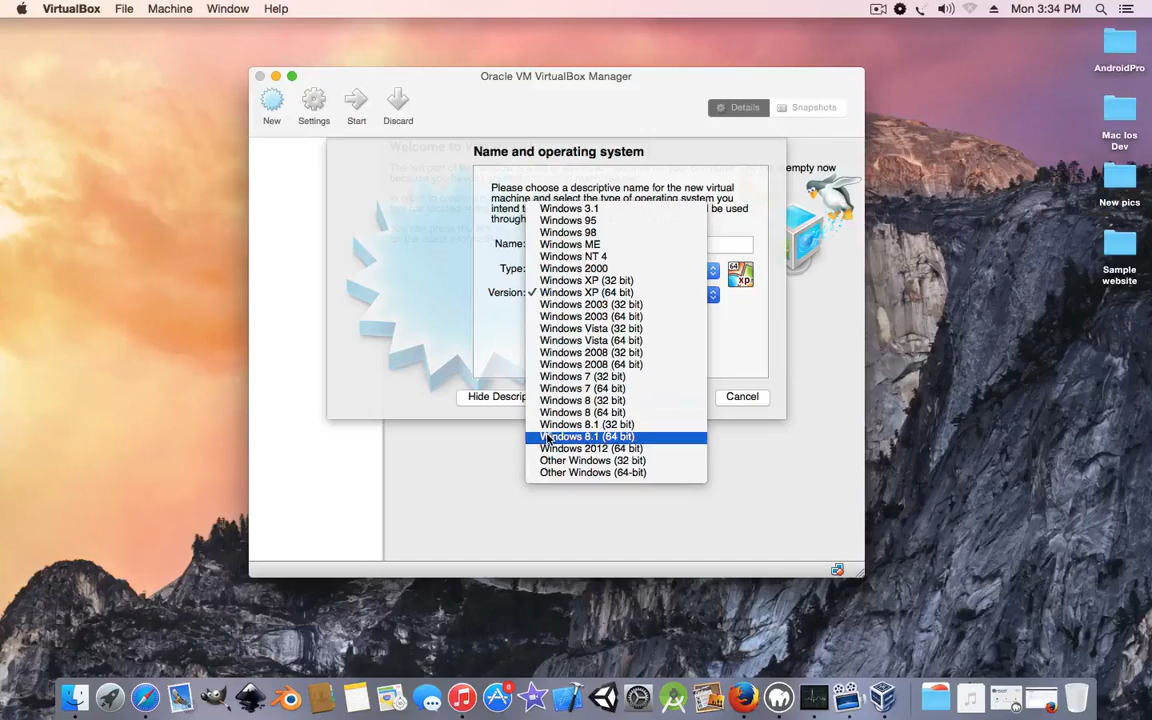 VirtualBox File Machine Window Help
Mon 3:34 PM
AndroidPro
Mac Ios
Dev
New pics
Sample
website
Oracle VM VirtualBox Manager
New Settings Start Discard
Details Snapshots
Name and operating system
Welcome to
empty now
Please choose a descriptive name for the new virtual
machine and select the type of operating system you
intend t
l be used
through
Name:
Type:
Version: ✓ Windows XP (64 bit)
64
xp
Windows 3.1
Windows 95
Windows 98
Windows ME
Windows NT 4
Windows 2000
Windows XP (32 bit)
Windows 2003 (32 bit)
Windows 2003 (64 bit)
Windows Vista (32 bit)
Windows Vista (64 bit)
Windows 2008 (32 bit)
Windows 2008 (64 bit)
Windows 7 (32 bit)
Windows 7 (64 bit)
Windows 8 (32 bit)
Windows 8 (64 bit)
Windows 8.1 (32 bit)
Windows 8.1 (64 bit)
Windows 2012 (64 bit)
Other Windows (32 bit)
Other Windows (64-bit)
Hide Descrip
Cancel